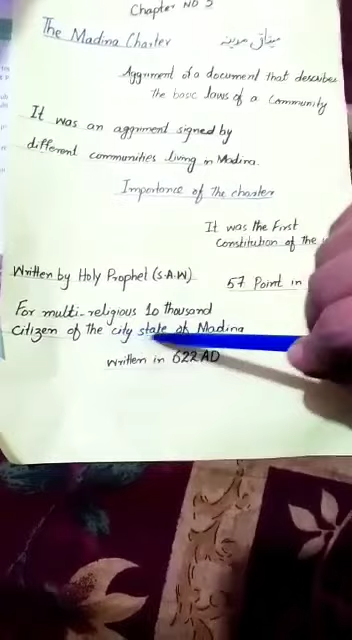 Chapter NO 5
The Madina Charter
میثاق مدینہ
Aggrment of a document that describes
the basic laws of a Community
It was an aggriment signed by
different communities living in Madina.
Importance of the charter
It was the First
Constitution of the
Written by Holy Prophet (S.A.W)
57 Point in
For multi-religious 10 thousand
citizen of the city state of Madina
written in 622 AD